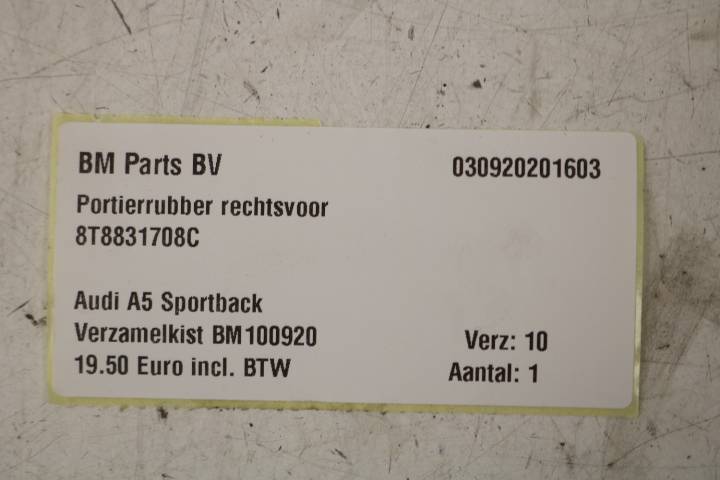 BM Parts BV 030920201603
Portierrubber rechtsvoor
8T8831708C
Audi A5 Sportback
Verzamelkist BM100920 Verz: 10
19.50 Euro incl. BTW Aantal: 1